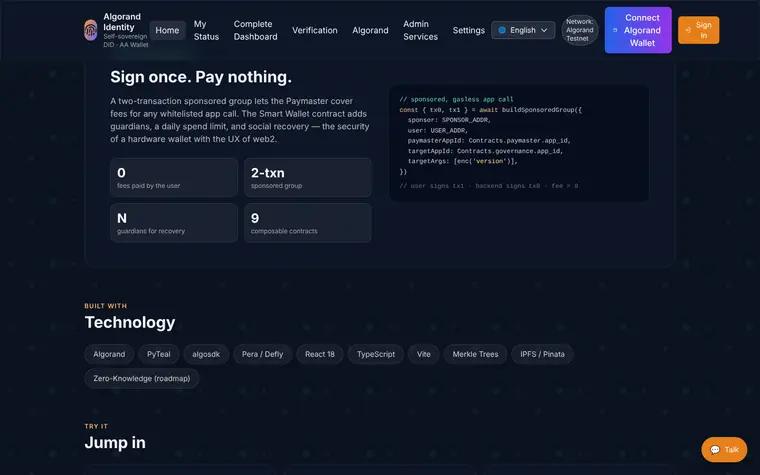 Algorand
Identity
Self-sovereign
DID · AA Wallet
Home
My
Status
Complete
Dashboard
Verification
Algorand
Admin
Services
Settings
🌐 English
Network:
Algorand
Testnet
Connect
Algorand
Wallet
Sign
In
Sign once. Pay nothing.
A two-transaction sponsored group lets the Paymaster cover
fees for any whitelisted app call. The Smart Wallet contract adds
guardians, a daily spend limit, and social recovery — the security
of a hardware wallet with the UX of web2.
0
fees paid by the user
2-txn
sponsored group
N
guardians for recovery
9
composable contracts
// sponsored, gasless app call
const { tx0, tx1 } = await buildSponsoredGroup({
sponsor: SPONSOR_ADDR,
user: USER_ADDR,
paymasterAppId: Contracts.paymaster.app_id,
targetAppId: Contracts.governance.app_id,
targetArgs: [enc('version')],
})
// user signs tx1 · backend signs tx0 · fee = 0
BUILT WITH
Technology
Algorand
PyTeal
algosdk
Pera / Defly
React 18
TypeScript
Vite
Merkle Trees
IPFS / Pinata
Zero-Knowledge (roadmap)
TRY IT
Jump in
💬 Talk